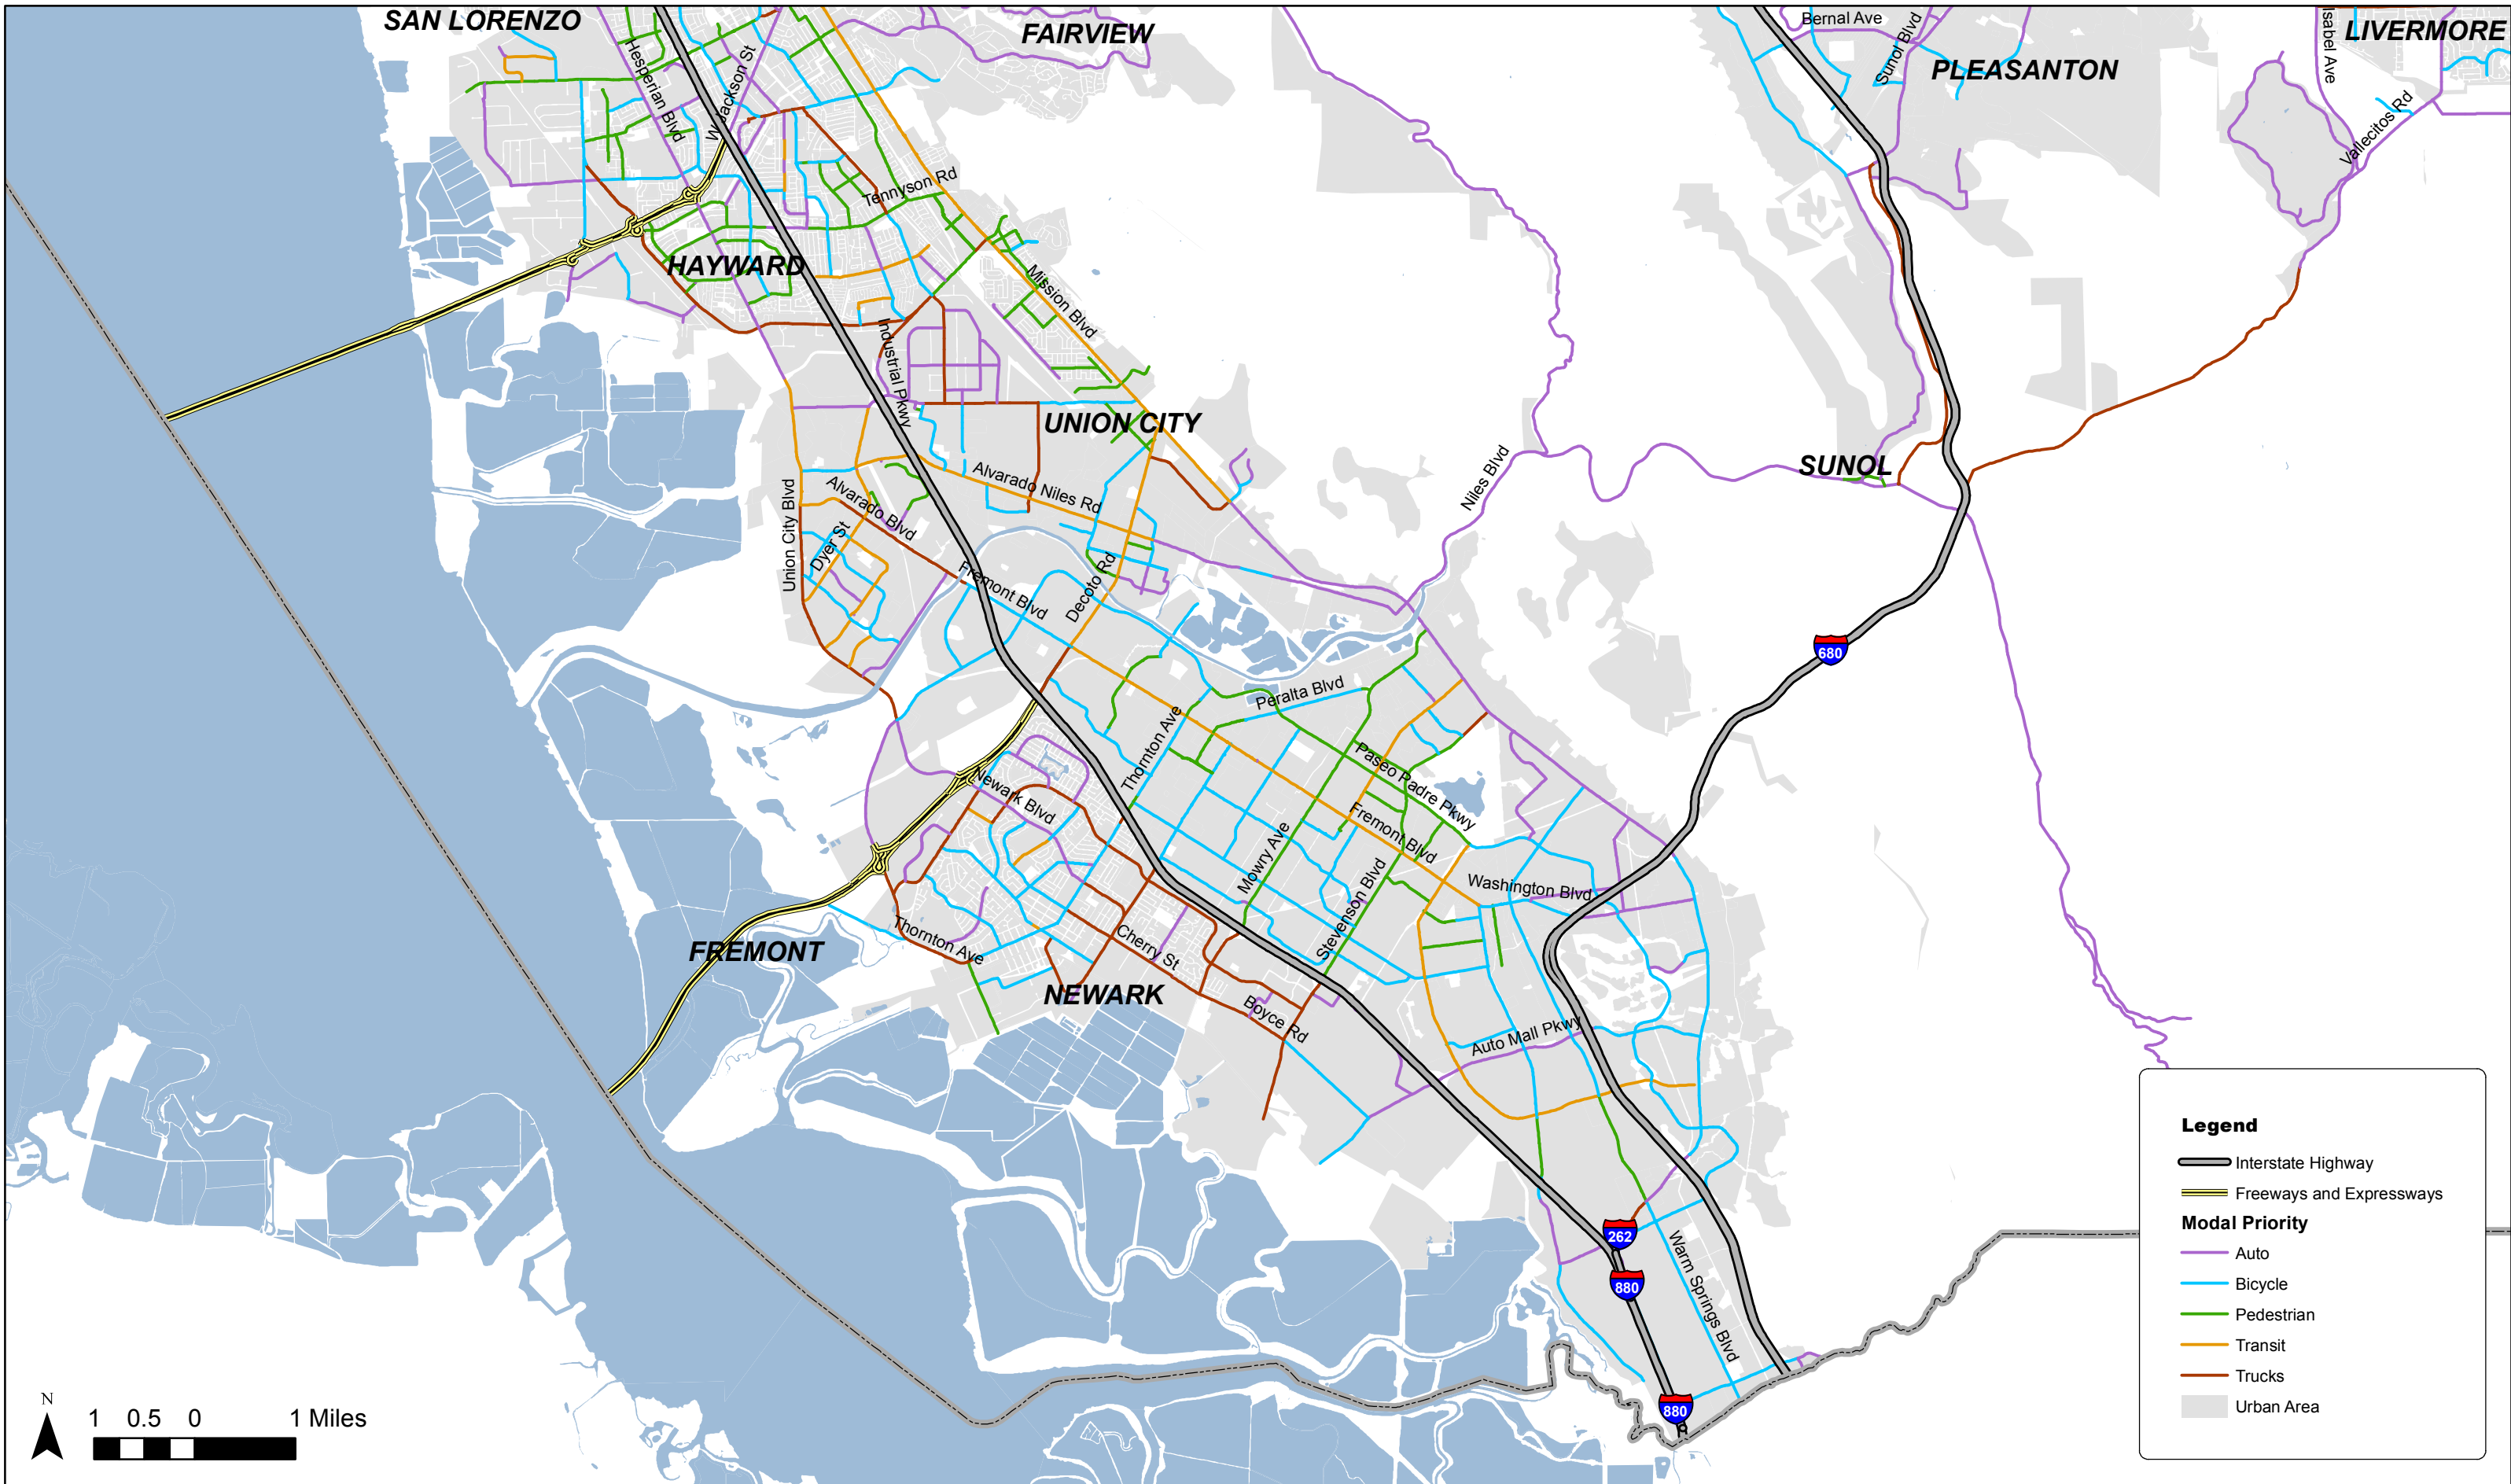 SAN LORENZO
FAIRVIEW
Bernal Ave
Sunol Blvd
PLEASANTON
Isabel Ave
LIVERMORE
Vallecitos Rd
Hesperian Blvd
W Jackson St
Tennyson Rd
HAYWARD
Mission Blvd
Industrial Pkwy
UNION CITY
Niles Blvd
SUNOL
Alvarado Niles Rd
Union City Blvd
Alvarado Blvd
Dyer St
Fremont Blvd
Decoto Rd
680
Peralta Blvd
Thornton Ave
Paseo Padre Pkwy
Newark Blvd
Fremont Blvd
Mowry Ave
Stevenson Blvd
Washington Blvd
Thornton Ave
Cherry St
FREMONT
NEWARK
Boyce Rd
Auto Mall Pkwy
262
880
Warm Springs Blvd
880
N
1 0.5 0 1 Miles
Legend
Interstate Highway
Freeways and Expressways
Modal Priority
Auto
Bicycle
Pedestrian
Transit
Trucks
Urban Area